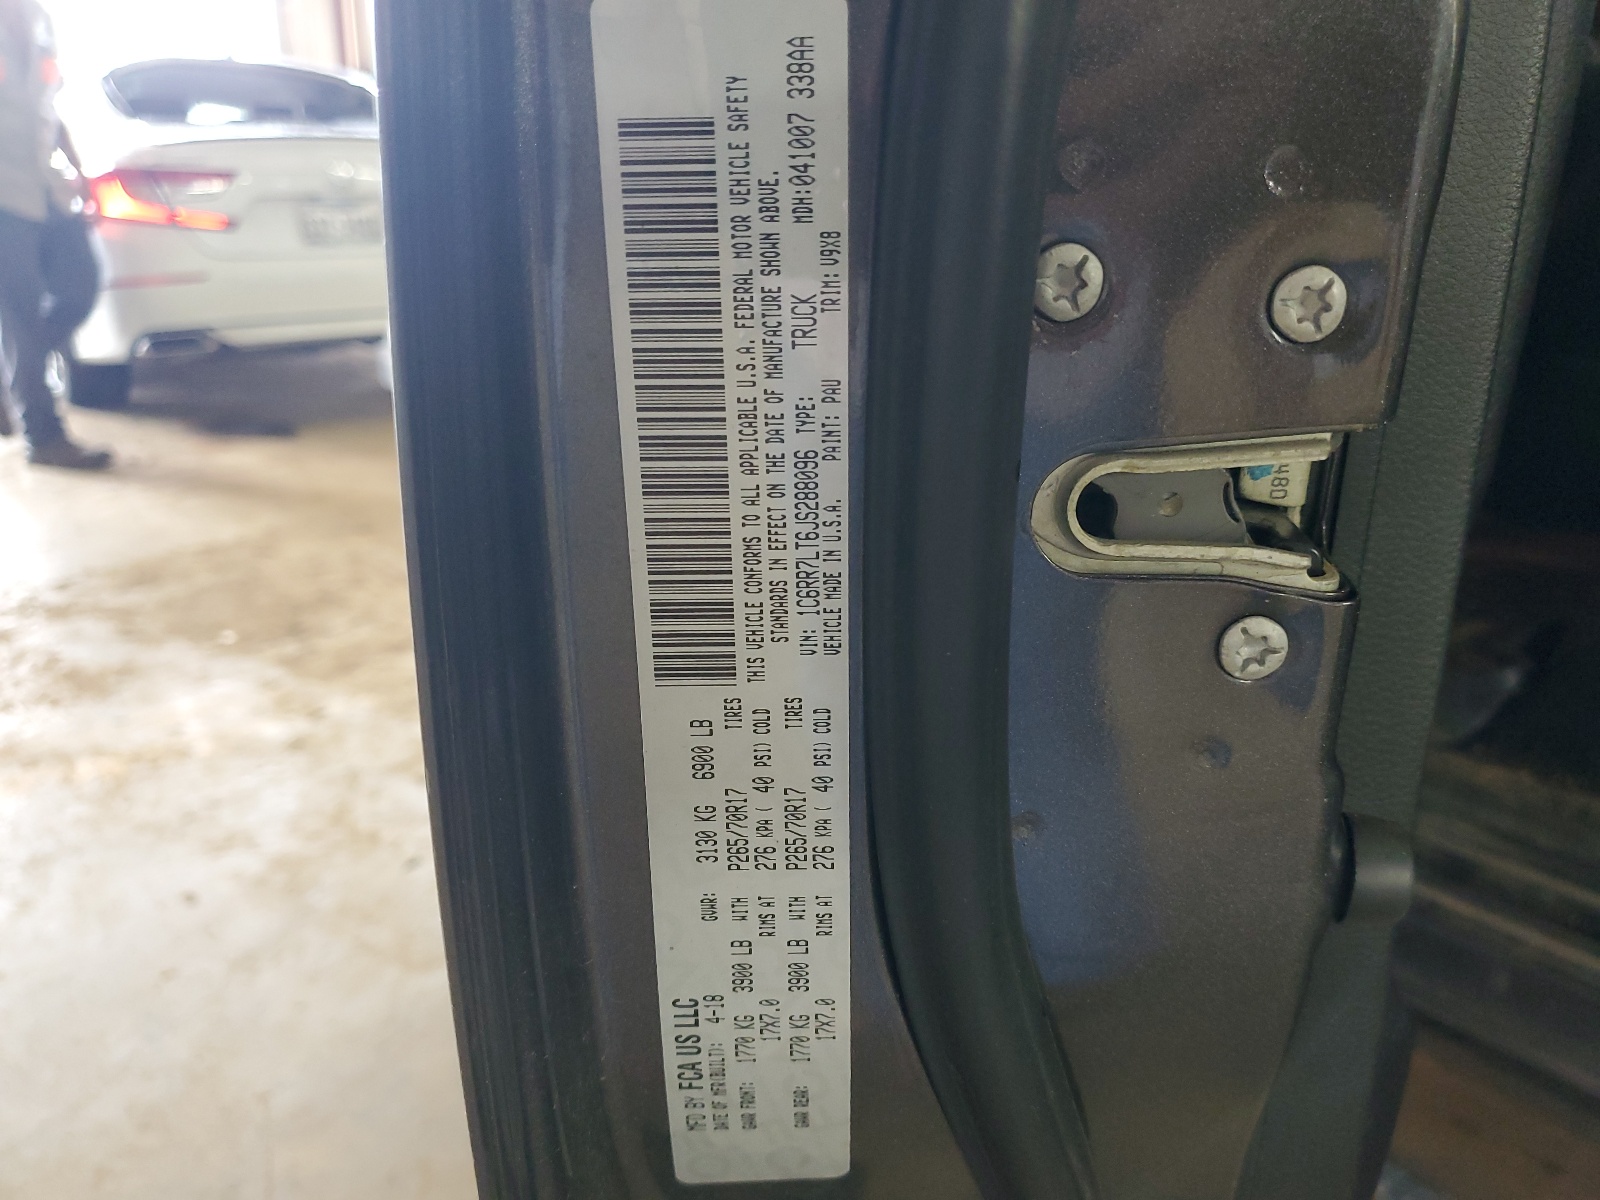 MFD BY FCA US LLC
DATE OF MFR(BUILT): 4-18 GVWR: 3130 KG 6900 LB
GAWR FRONT: 1770 KG 3900 LB WITH P265/70R17 TIRES
17X7.0 RIMS AT 276 KPA( 40 PSI) COLD
GAWR REAR: 1770 KG 3900 LB WITH P265/70R17 TIRES
17X7.0 RIMS AT 276 KPA ( 40 PSI) COLD
THIS VEHICLE CONFORMS TO ALL APPLICABLE U.S.A. FEDERAL MOTOR VEHICLE SAFETY
STANDARDS IN EFFECT ON THE DATE OF MANUFACTURE SHOWN ABOVE.
VIN: 1C6RR7LT6JS288096 TYPE: TRUCK MDH:041007 338AA
VEHICLE MADE IN U.S.A. PAINT: PAU TRIM: V9X8
480